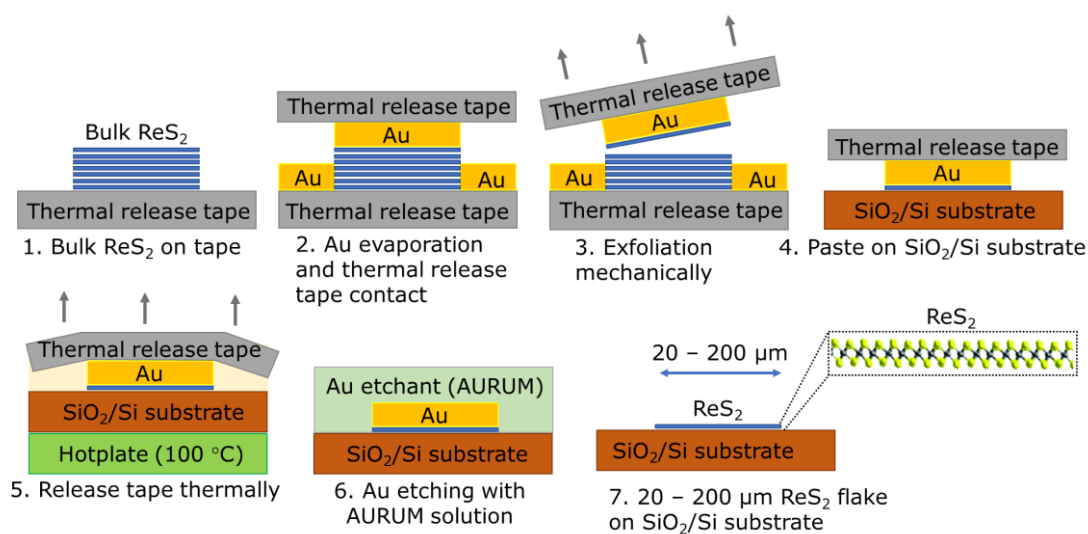 Bulk ReS₂
Thermal release tape
1. Bulk ReS₂ on tape
Thermal release tape
Au
Au
Au
Thermal release tape
2. Au evaporation
and thermal release
tape contact
Thermal release tape
Au
Au
Au
Thermal release tape
3. Exfoliation
mechanically
Thermal release tape
Au
SiO₂/Si substrate
4. Paste on SiO₂/Si substrate
Thermal release tape
Au
SiO₂/Si substrate
Hotplate (100 °C)
5. Release tape thermally
Au etchant (AURUM)
Au
SiO₂/Si substrate
6. Au etching with
AURUM solution
ReS₂
20 – 200 µm
ReS₂
SiO₂/Si substrate
7. 20 – 200 µm ReS₂ flake
on SiO₂/Si substrate